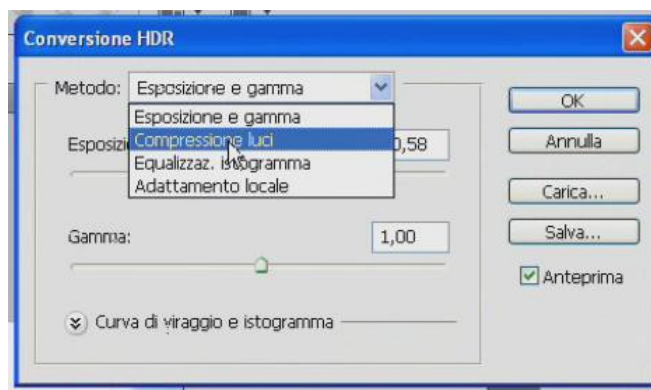 Conversione HDR
Metodo: Esposizione e gamma
Esposizione e gamma
Compressione luci
Equalizzaz. istogramma
Adattamento locale
Esposizi 0,58
Gamma: 1,00
Curva di viraggio e istogramma
OK
Annulla
Carica...
Salva...
Anteprima